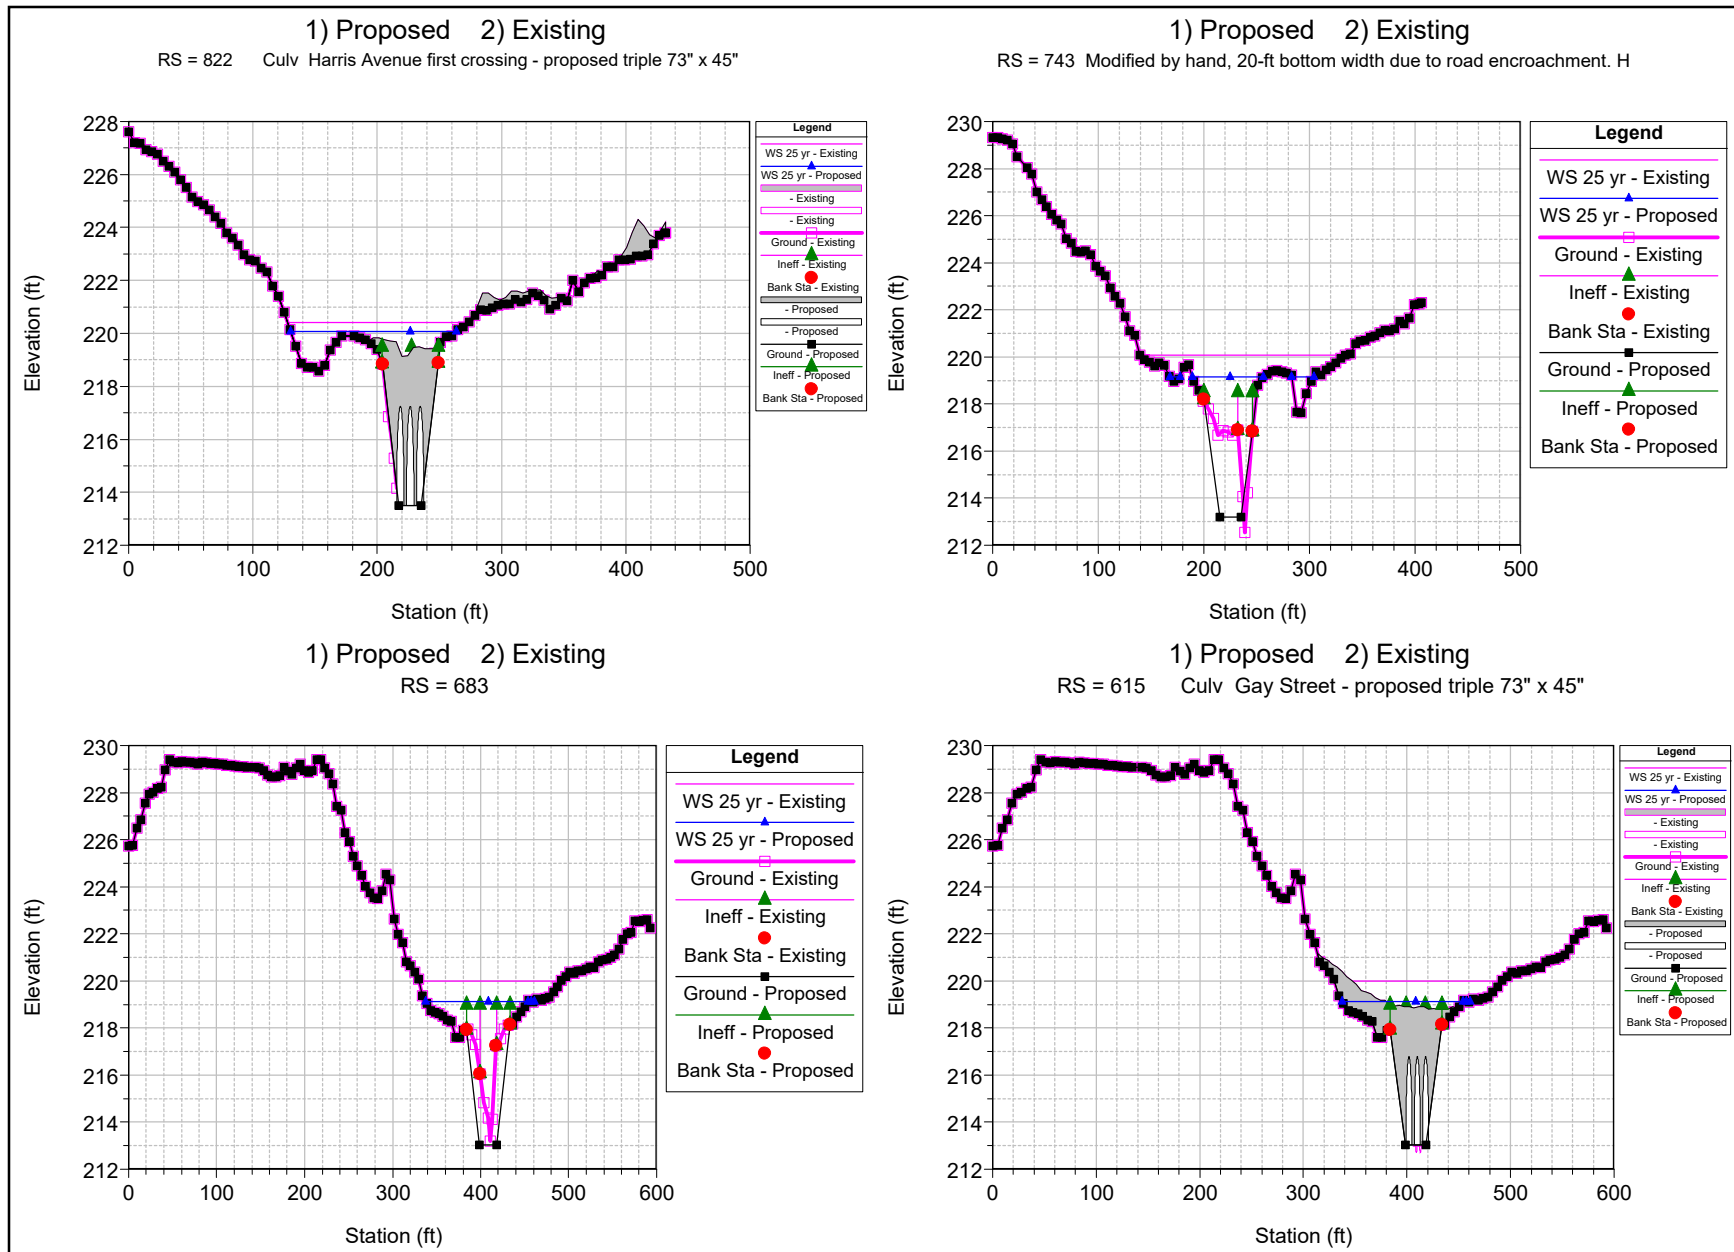 1) Proposed 2) Existing
RS = 822 Culv Harris Avenue first crossing - proposed triple 73" x 45"
228
226
224
222
220
218
216
214
212
0 100 200 300 400 500
Elevation (ft)
Station (ft)
Legend
WS 25 yr - Existing
WS 25 yr - Proposed
- Existing
- Existing
Ground - Existing
Ineff - Existing
Bank Sta - Existing
- Proposed
- Proposed
Ground - Proposed
Ineff - Proposed
Bank Sta - Proposed
1) Proposed 2) Existing
RS = 743 Modified by hand, 20-ft bottom width due to road encroachment. H
230
228
226
224
222
220
218
216
214
212
0 100 200 300 400 500
Elevation (ft)
Station (ft)
Legend
WS 25 yr - Existing
WS 25 yr - Proposed
Ground - Existing
Ineff - Existing
Bank Sta - Existing
Ground - Proposed
Ineff - Proposed
Bank Sta - Proposed
1) Proposed 2) Existing
RS = 683
230
228
226
224
222
220
218
216
214
212
0 100 200 300 400 500 600
Elevation (ft)
Station (ft)
Legend
WS 25 yr - Existing
WS 25 yr - Proposed
Ground - Existing
Ineff - Existing
Bank Sta - Existing
Ground - Proposed
Ineff - Proposed
Bank Sta - Proposed
1) Proposed 2) Existing
RS = 615 Culv Gay Street - proposed triple 73" x 45"
230
228
226
224
222
220
218
216
214
212
0 100 200 300 400 500 600
Elevation (ft)
Station (ft)
Legend
WS 25 yr - Existing
WS 25 yr - Proposed
- Existing
- Existing
Ground - Existing
Ineff - Existing
Bank Sta - Existing
- Proposed
- Proposed
Ground - Proposed
Ineff - Proposed
Bank Sta - Proposed